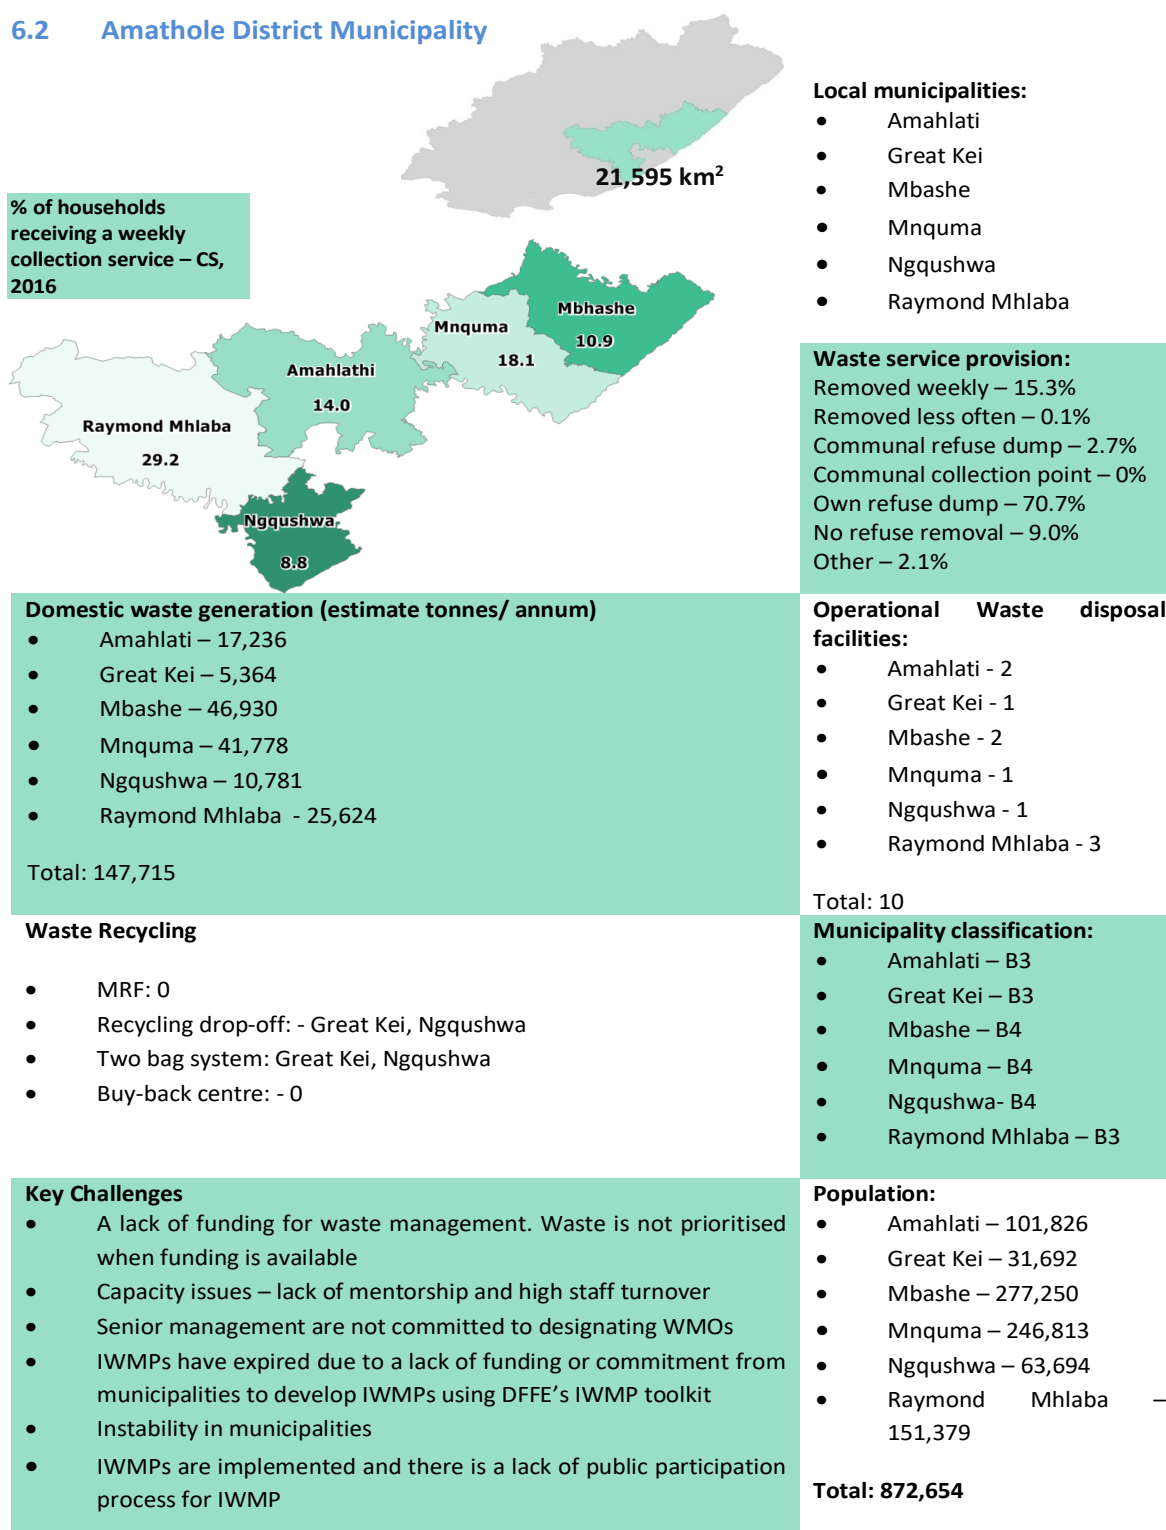 6.2 Amathole District Municipality
21,595 km²
Local municipalities:
• Amahlati
• Great Kei
• Mbashe
• Mnquma
• Ngqushwa
• Raymond Mhlaba
% of households
receiving a weekly
collection service – CS,
2016
Mbhashe
10.9
Mnquma
18.1
Amahlathi
14.0
Raymond Mhlaba
29.2
Ngqushwa
8.8
Waste service provision:
Removed weekly – 15.3%
Removed less often – 0.1%
Communal refuse dump – 2.7%
Communal collection point – 0%
Own refuse dump – 70.7%
No refuse removal – 9.0%
Other – 2.1%
Domestic waste generation (estimate tonnes/ annum)
• Amahlati – 17,236
• Great Kei – 5,364
• Mbashe – 46,930
• Mnquma – 41,778
• Ngqushwa – 10,781
• Raymond Mhlaba - 25,624
Total: 147,715
Operational Waste disposal
facilities:
• Amahlati - 2
• Great Kei - 1
• Mbashe - 2
• Mnquma - 1
• Ngqushwa - 1
• Raymond Mhlaba - 3
Total: 10
Waste Recycling
• MRF: 0
• Recycling drop-off: - Great Kei, Ngqushwa
• Two bag system: Great Kei, Ngqushwa
• Buy-back centre: - 0
Municipality classification:
• Amahlati – B3
• Great Kei – B3
• Mbashe – B4
• Mnquma – B4
• Ngqushwa- B4
• Raymond Mhlaba – B3
Key Challenges
• A lack of funding for waste management. Waste is not prioritised
when funding is available
• Capacity issues – lack of mentorship and high staff turnover
• Senior management are not committed to designating WMOs
• IWMPs have expired due to a lack of funding or commitment from
municipalities to develop IWMPs using DFFE's IWMP toolkit
• Instability in municipalities
• IWMPs are implemented and there is a lack of public participation
process for IWMP
Population:
• Amahlati – 101,826
• Great Kei – 31,692
• Mbashe – 277,250
• Mnquma – 246,813
• Ngqushwa – 63,694
• Raymond Mhlaba –
151,379
Total: 872,654